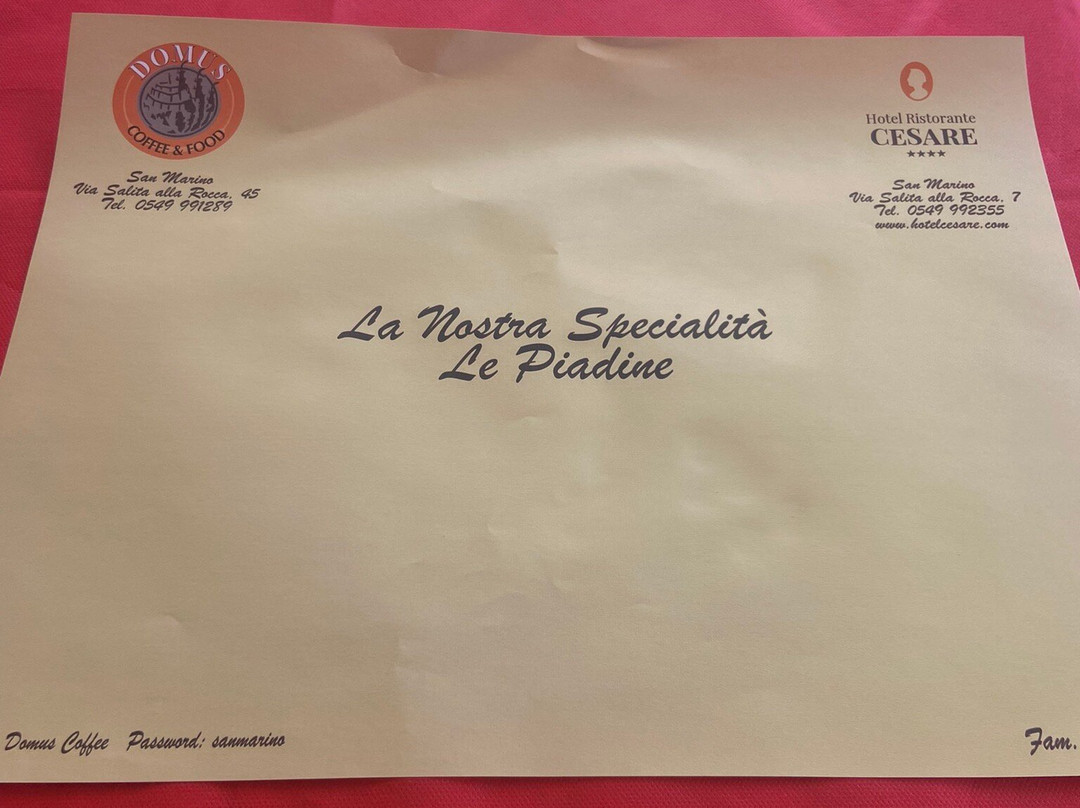 DOMUS
COFFEE & FOOD
San Marino
Via Salita alla Rocca, 45
Tel. 0549 991289
Hotel Ristorante
CESARE
San Marino
Via Salita alla Rocca, 7
Tel. 0549 992355
www.hotelcesare.com
La Nostra Specialità
Le Piadine
Domus Coffee Password: sanmarino
Fam.